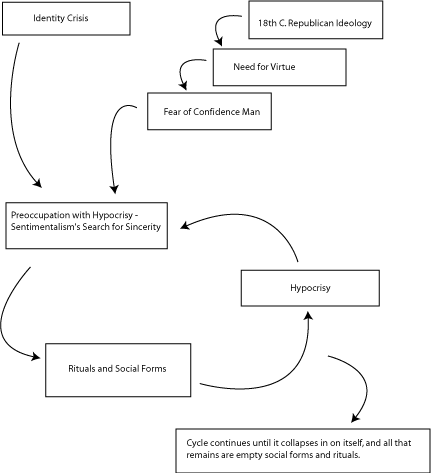 Identity Crisis
18th C. Republican Ideology
Need for Virtue
Fear of Confidence Man
Preoccupation with Hypocrisy -
Sentimentalism's Search for Sincirity
Hypocrisy
Rituals and Social Forms
Cycle continues until it collapses in on itself, and all that
remains are empty social forms and rituals.